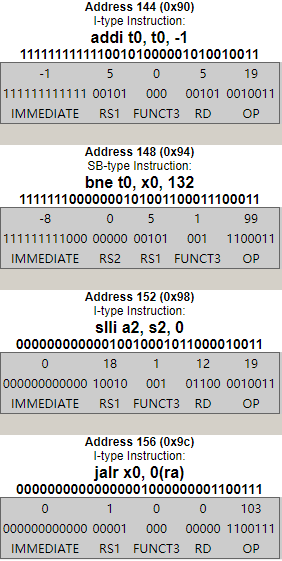 Address 144 (0x90)
I-type Instruction:
addi t0, t0, -1
11111111111100101000001010010011
-1 5 0 5 19
111111111111 00101 000 00101 0010011
IMMEDIATE RS1 FUNCT3 RD OP
Address 148 (0x94)
SB-type Instruction:
bne t0, x0, 132
11111110000000101001110011100011
-8 0 5 1 99
111111111000 00000 00101 001 1100011
IMMEDIATE RS2 RS1 FUNCT3 OP
Address 152 (0x98)
I-type Instruction:
slli a2, s2, 0
00000000000010010001011000010011
0 18 1 12 19
000000000000 10010 001 01100 0010011
IMMEDIATE RS1 FUNCT3 RD OP
Address 156 (0x9c)
I-type Instruction:
jalr x0, 0(ra)
00000000000000001000000001100111
0 1 0 0 103
000000000000 00001 000 00000 1100111
IMMEDIATE RS1 FUNCT3 RD OP